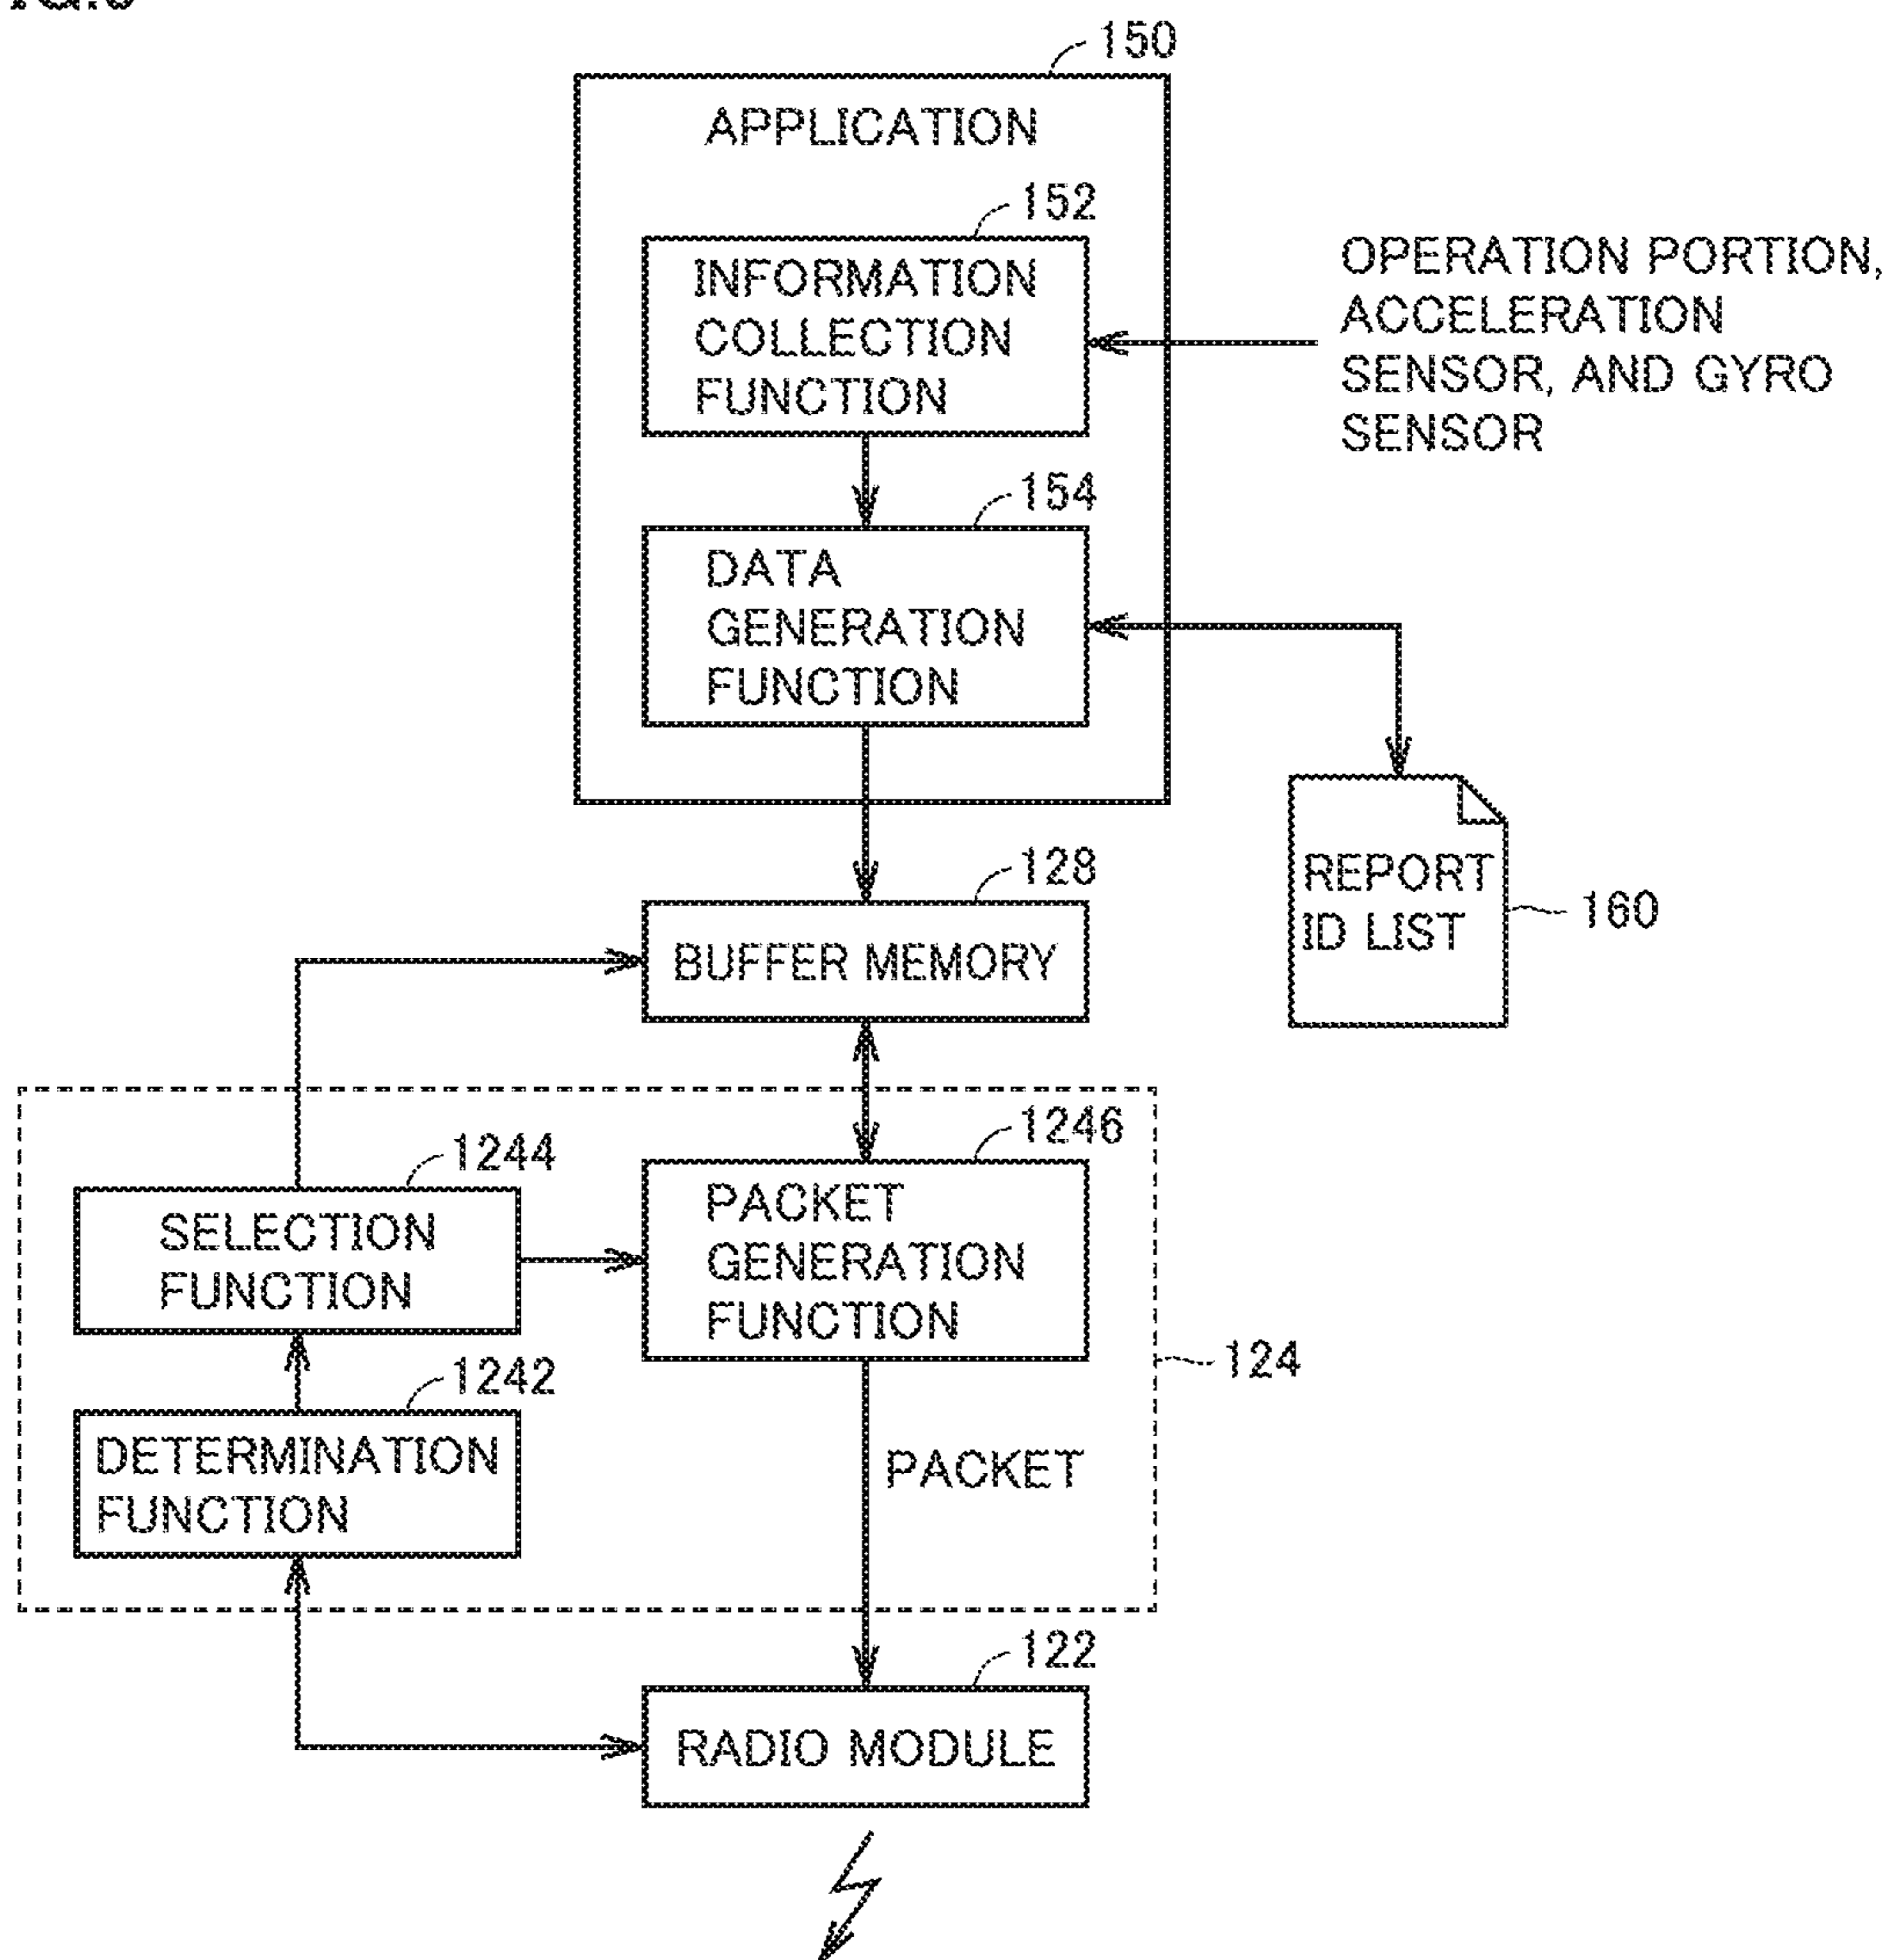 150
APPLICATION
152
INFORMATION
COLLECTION
FUNCTION
OPERATION PORTION,
ACCELERATION
SENSOR, AND GYRO
SENSOR
154
DATA
GENERATION
FUNCTION
128
BUFFER MEMORY
REPORT
ID LIST
160
1244
SELECTION
FUNCTION
1246
PACKET
GENERATION
FUNCTION
124
1242
DETERMINATION
FUNCTION
PACKET
122
RADIO MODULE